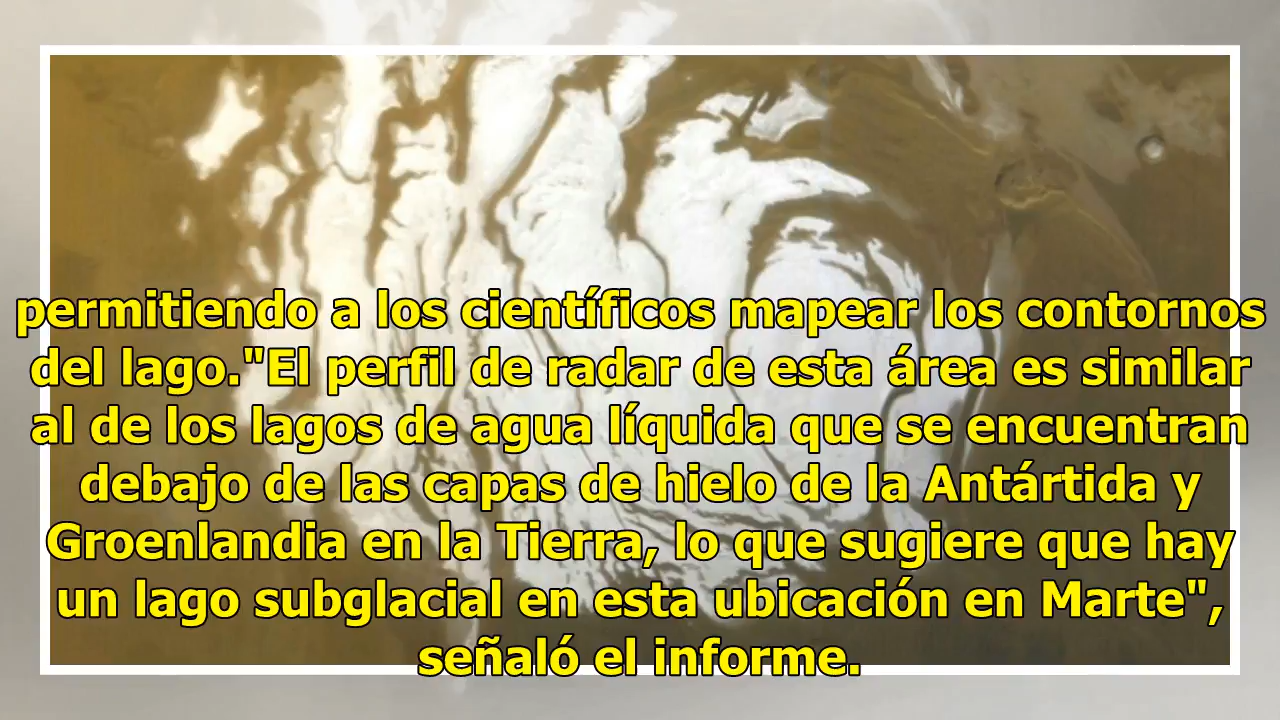 permitiendo a los científicos mapear los contornos
del lago."El perfil de radar de esta área es similar
al de los lagos de agua líquida que se encuentran
debajo de las capas de hielo de la Antártida y
Groenlandia en la Tierra, lo que sugiere que hay
un lago subglacial en esta ubicación en Marte",
señaló el informe.